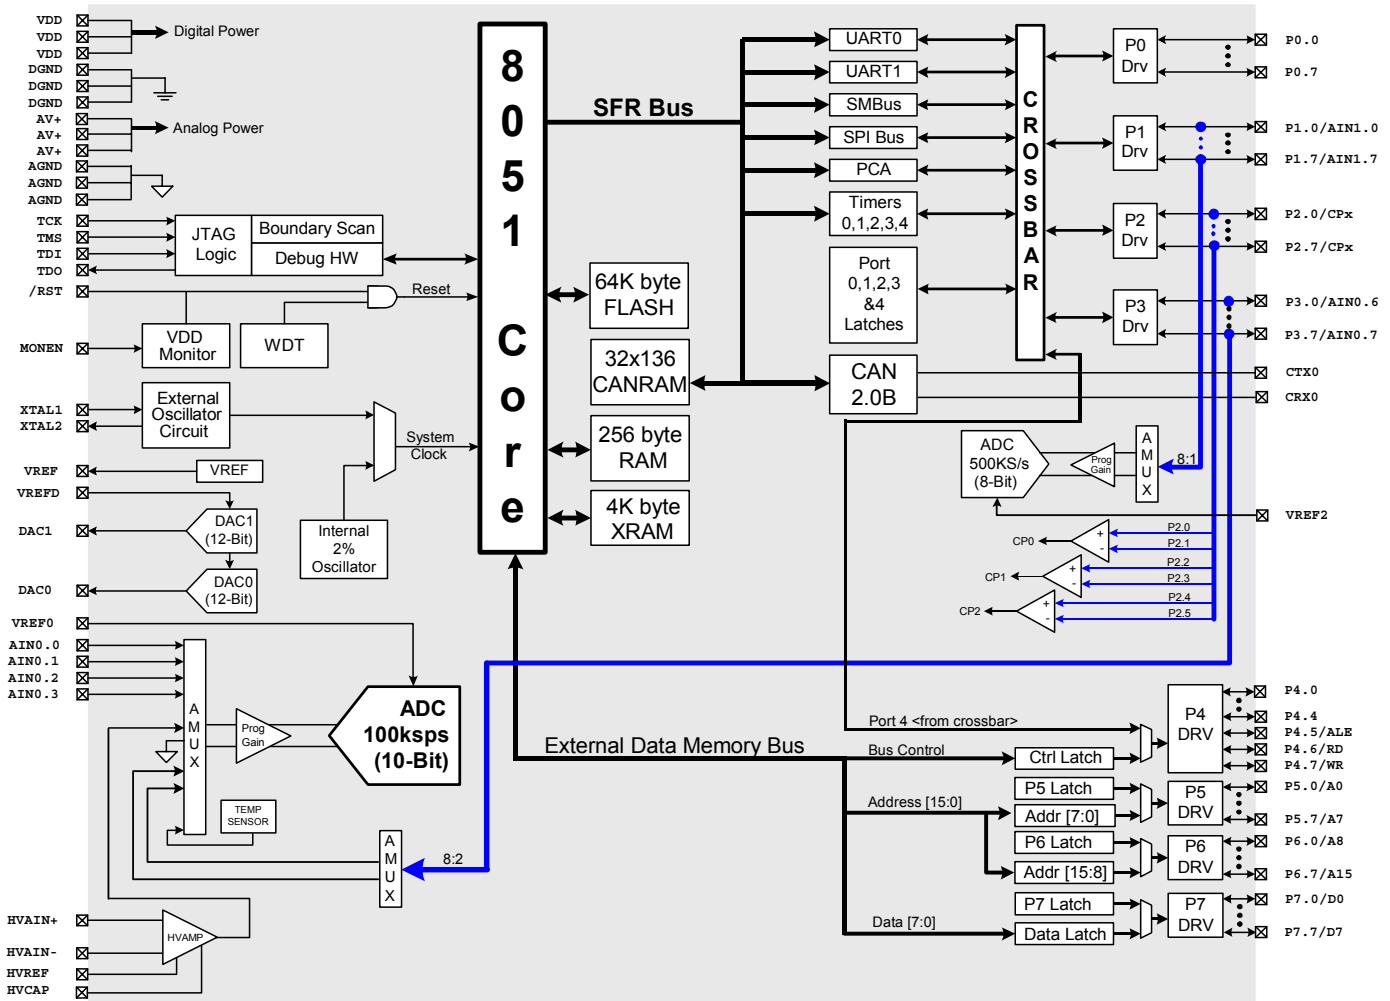 VDD
VDD
VDD
Digital Power
DGND
DGND
DGND
AV+
AV+
AV+
Analog Power
AGND
AGND
AGND
TCK
TMS
TDI
TDO
JTAG
Logic
Boundary Scan
Debug HW
/RST
Reset
MONEN
VDD
Monitor
WDT
XTAL1
XTAL2
External
Oscillator
Circuit
System
Clock
VREF
VREF
VREFD
DAC1
DAC1
(12-Bit)
Internal
2%
Oscillator
DAC0
DAC0
(12-Bit)
VREF0
AIN0.0
AIN0.1
AIN0.2
AIN0.3
A
M
U
X
Prog
Gain
ADC
100ksps
(10-Bit)
TEMP
SENSOR
A
M
U
X
8:2
HVAIN+
HVAIN-
HVREF
HVCAP
HVAMP
8
0
5
1
C
o
r
e
SFR Bus
64K byte
FLASH
32x136
CANRAM
256 byte
RAM
4K byte
XRAM
External Data Memory Bus
UART0
UART1
SMBus
SPI Bus
PCA
Timers
0,1,2,3,4
Port
0,1,2,3
&4
Latches
CAN
2.0B
C
R
O
S
S
B
A
R
P0
Drv
P0.0
P0.7
P1
Drv
P1.0/AIN1.0
P1.7/AIN1.7
P2
Drv
P2.0/CPx
P2.7/CPx
P3
Drv
P3.0/AIN0.6
P3.7/AIN0.7
CTX0
CRX0
ADC
500KS/s
(8-Bit)
Prog
Gain
A
M
U
X
8:1
VREF2
CP0
+
-
P2.0
P2.1
CP1
+
-
P2.2
P2.3
CP2
+
-
P2.4
P2.5
Port 4 <from crossbar>
Bus Control
Ctrl Latch
P4
DRV
P4.0
P4.4
P4.5/ALE
P4.6/RD
P4.7/WR
Address [15:0]
P5 Latch
Addr [7:0]
P5
DRV
P5.0/A0
P5.7/A7
P6 Latch
Addr [15:8]
P6
DRV
P6.0/A8
P6.7/A15
Data [7:0]
P7 Latch
Data Latch
P7
DRV
P7.0/D0
P7.7/D7